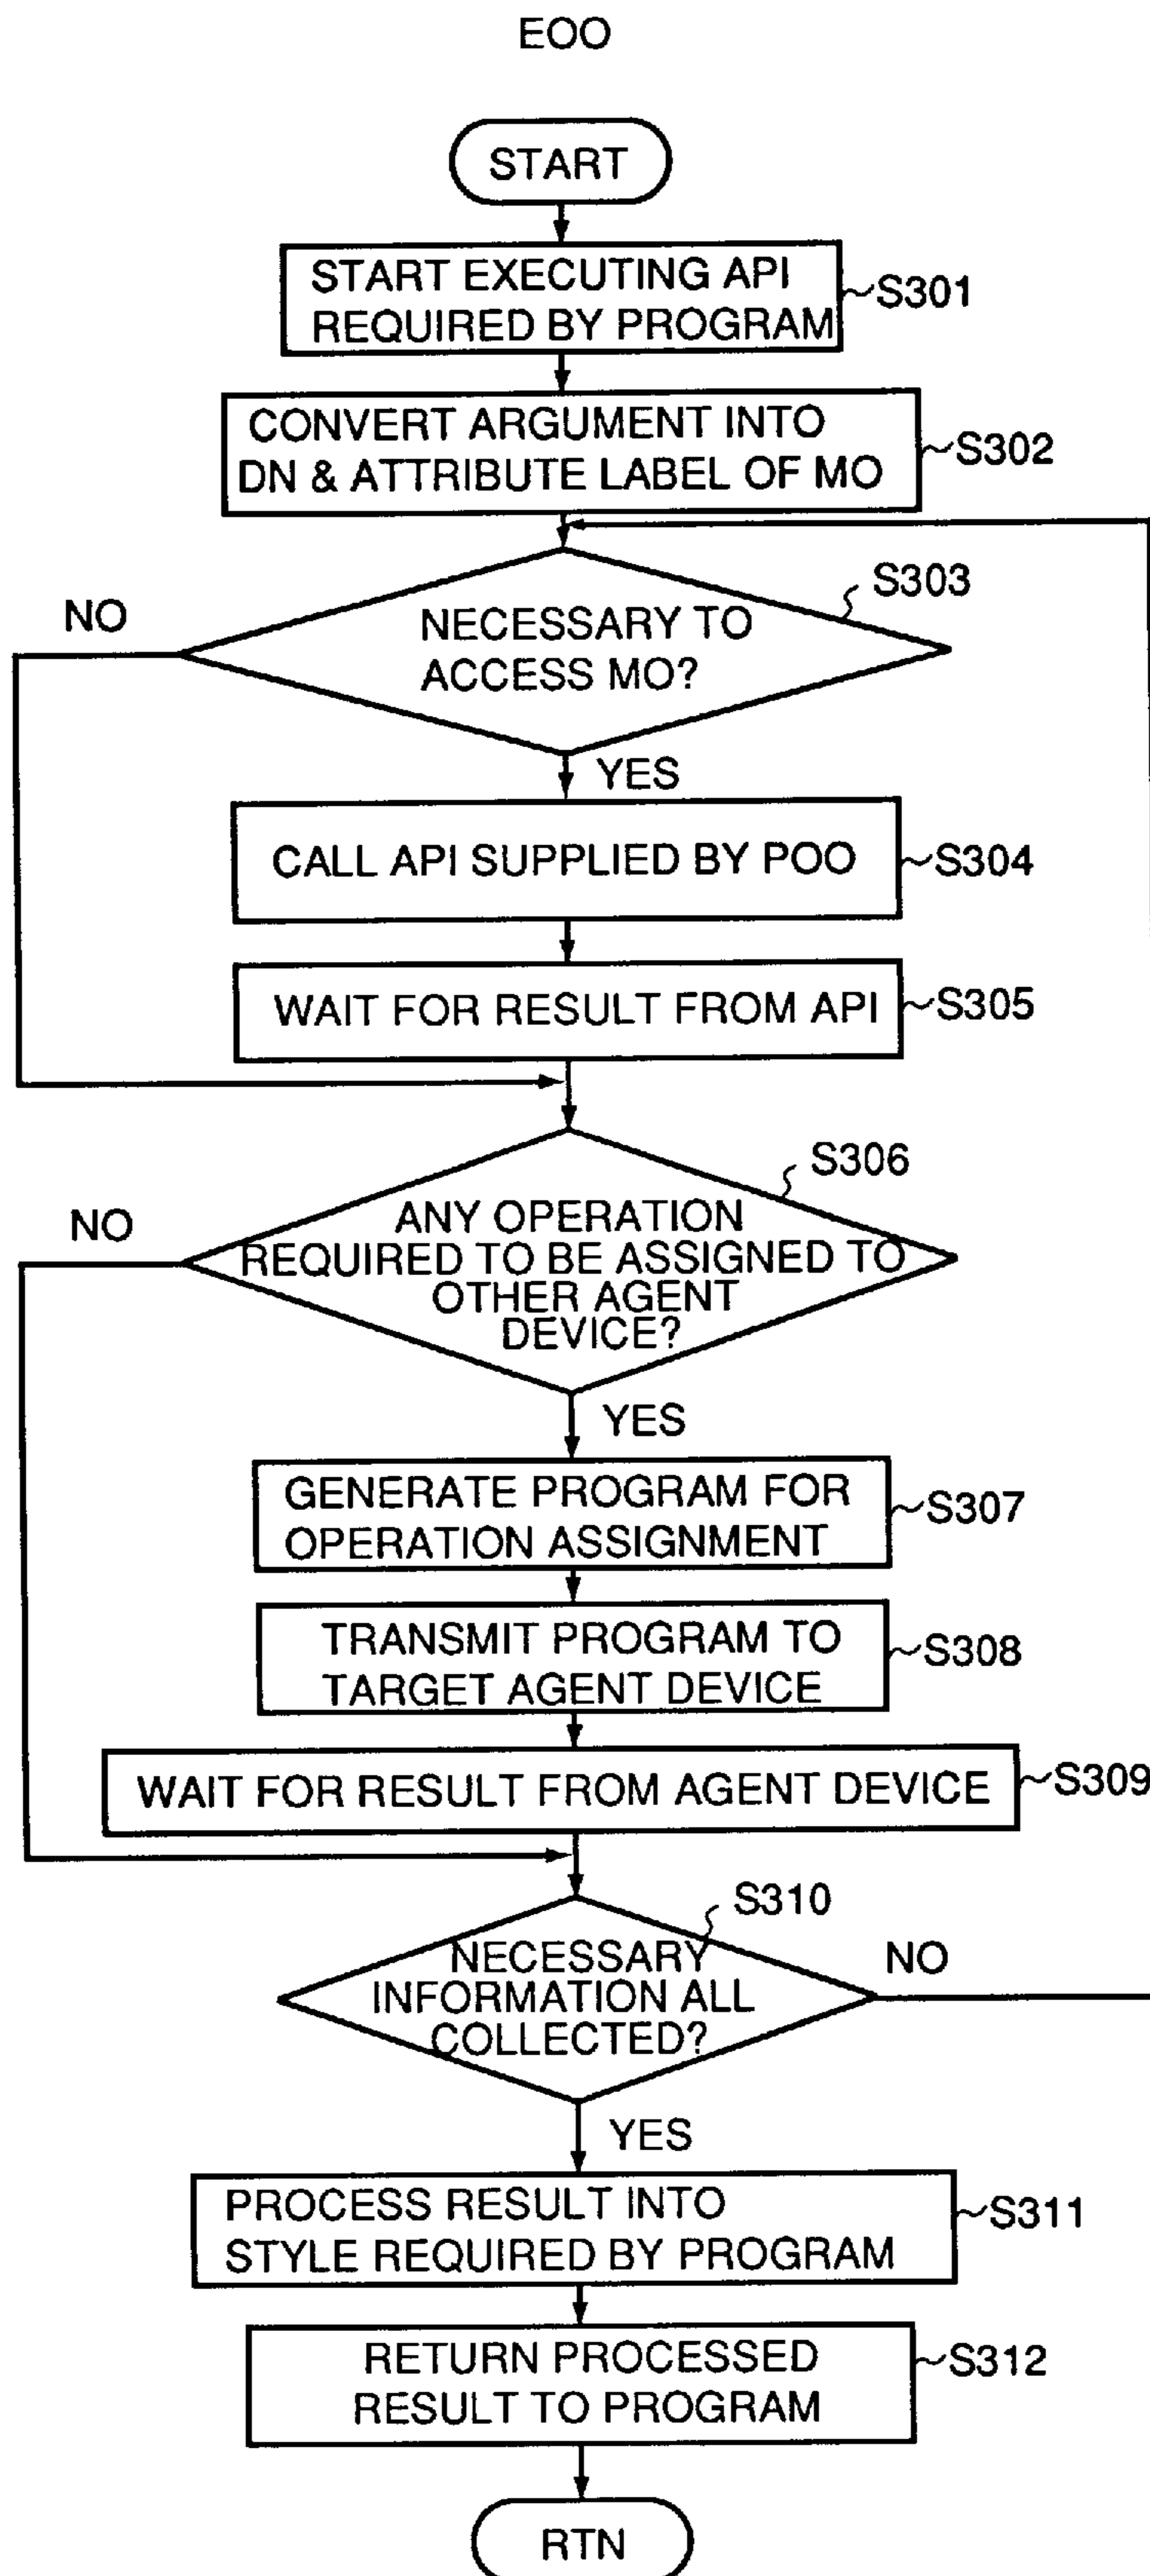 EOO
START
START EXECUTING API
REQUIRED BY PROGRAM
S301
CONVERT ARGUMENT INTO
DN & ATTRIBUTE LABEL OF MO
S302
S303
NO
NECESSARY TO
ACCESS MO?
YES
CALL API SUPPLIED BY POO
S304
WAIT FOR RESULT FROM API
S305
S306
NO
ANY OPERATION
REQUIRED TO BE ASSIGNED TO
OTHER AGENT
DEVICE?
YES
GENERATE PROGRAM FOR
OPERATION ASSIGNMENT
S307
TRANSMIT PROGRAM TO
TARGET AGENT DEVICE
S308
WAIT FOR RESULT FROM AGENT DEVICE
S309
S310
NECESSARY
INFORMATION ALL
COLLECTED?
NO
YES
PROCESS RESULT INTO
STYLE REQUIRED BY PROGRAM
S311
RETURN PROCESSED
RESULT TO PROGRAM
S312
RTN